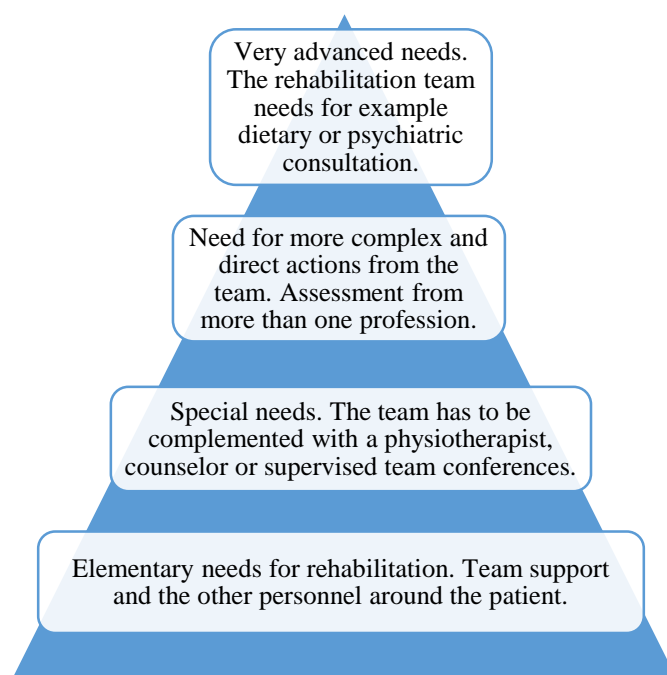 Very advanced needs.
The rehabilitation team
needs for example
dietary or psychiatric
consultation.
Need for more complex and
direct actions from the
team. Assessment from
more than one profession.
Special needs. The team has to be
complemented with a physiotherapist,
counselor or supervised team conferences.
Elementary needs for rehabilitation. Team support
and the other personnel around the patient.